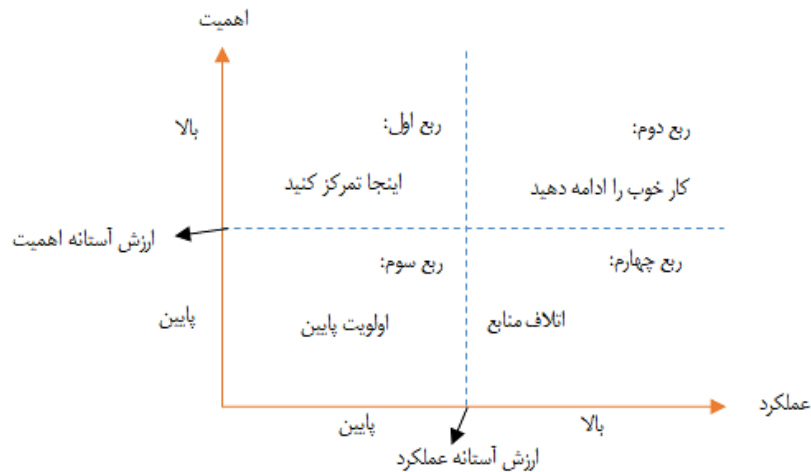 اهمیت
بالا
ربع اول:
ربع دوم:
اینجا تمرکز کنید
کار خوب را ادامه دهید
ارزش آستانه اهمیت
ربع سوم:
ربع چهارم:
پایین
اولویت پایین
اتلاف منابع
عملکرد
پایین
بالا
ارزش آستانه عملکرد